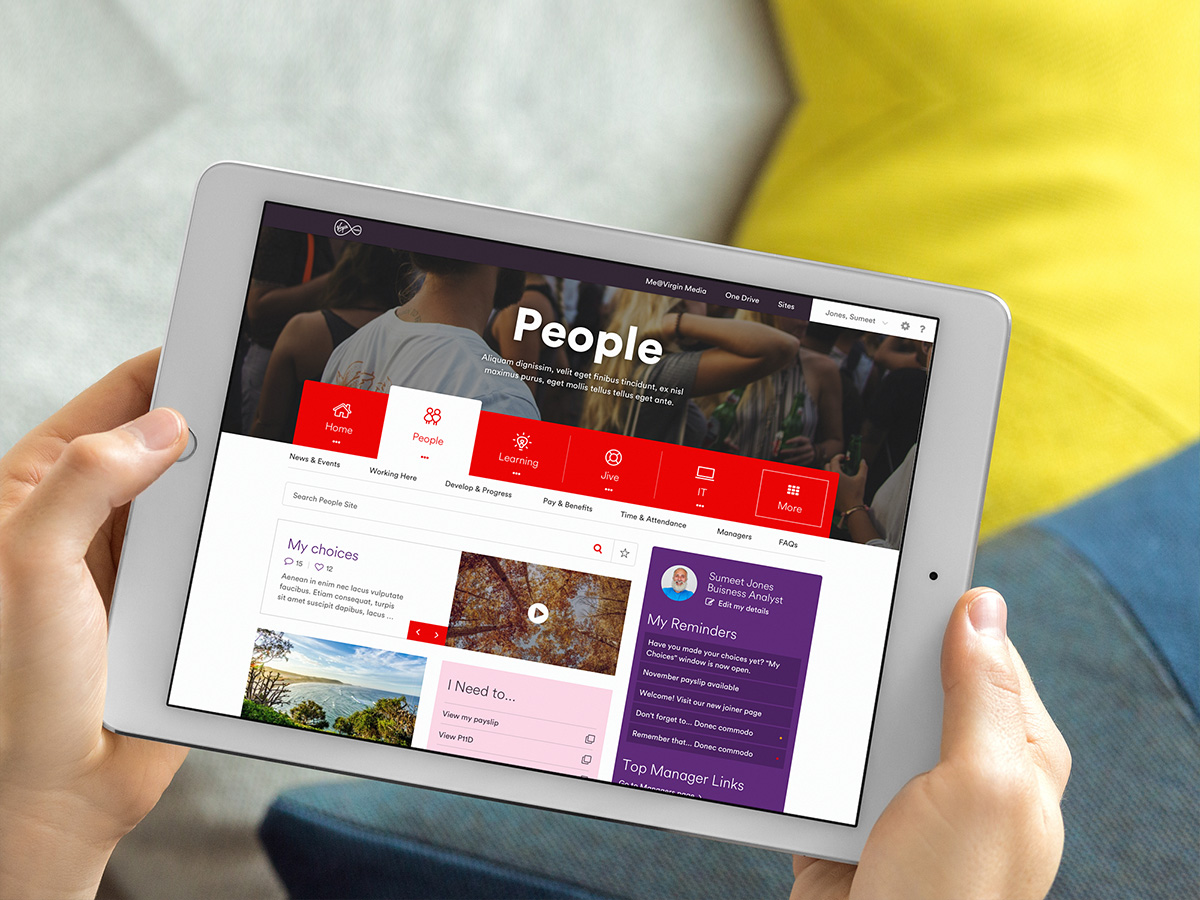 Virgin media
Me@Virgin Media
One Drive
Sites
Jones, Sumeet
?
People
Aliquam dignissim, velit eget finibus tincidunt, ex nisl
maximus purus, eget mollis tellus tellus eget ante.
Home
People
Learning
Jive
IT
More
News & Events
Working Here
Develop & Progress
Pay & Benefits
Time & Attendance
Managers
FAQs
Search People Site
My choices
15
12
Aenean in enim nec lacus vulputate
faucibus. Etiam consequat, turpis
sit amet suscipit dapibus, lacus ...
I Need to...
View my payslip
View P11D
Sumeet Jones
Buisness Analyst
Edit my details
My Reminders
Have you made your choices yet? "My
Choices" window is now open.
November payslip available
Welcome! Visit our new joiner page
Don't forget to... Donec commodo
Remember that... Donec commodo
Top Manager Links
Go to Managers page >